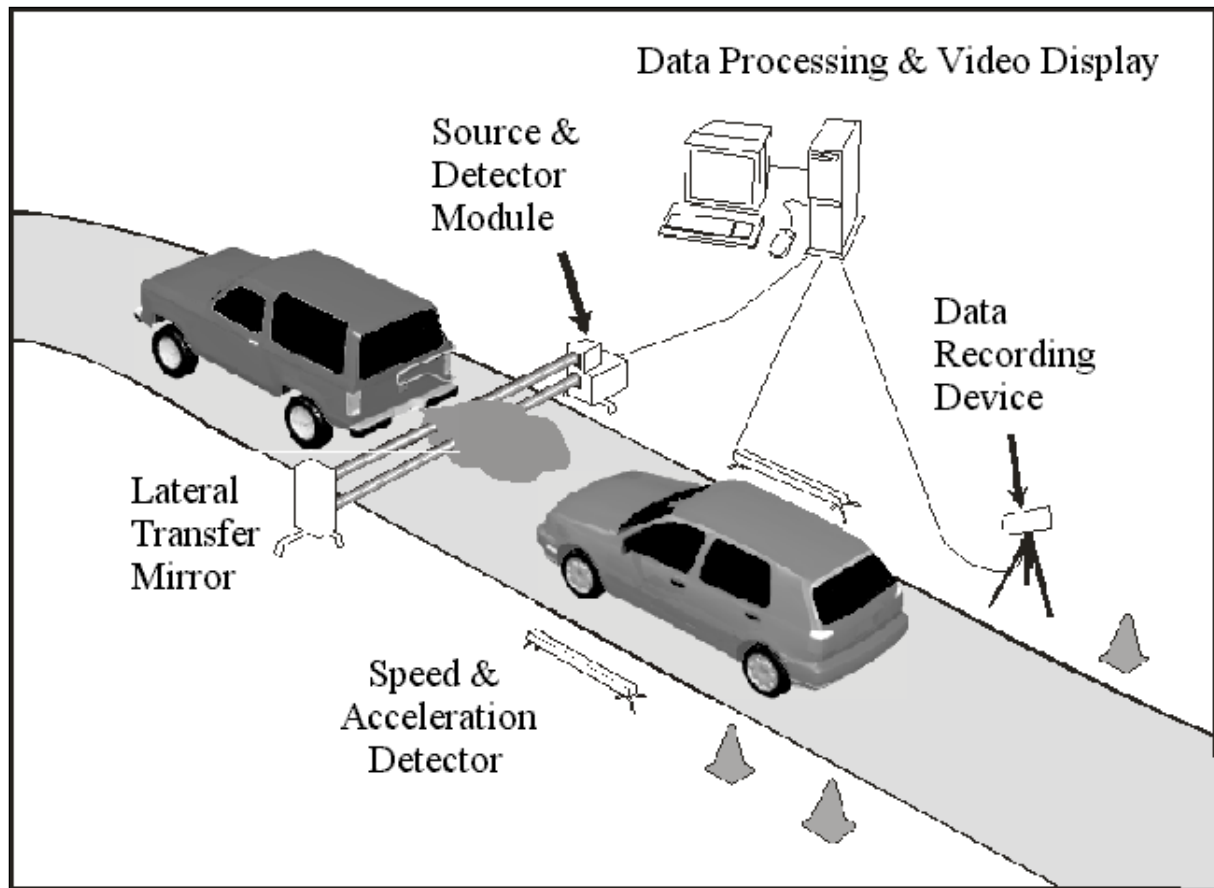 Data Processing & Video Display
Source &
Detector
Module
Data
Recording
Device
Lateral
Transfer
Mirror
Speed &
Acceleration
Detector